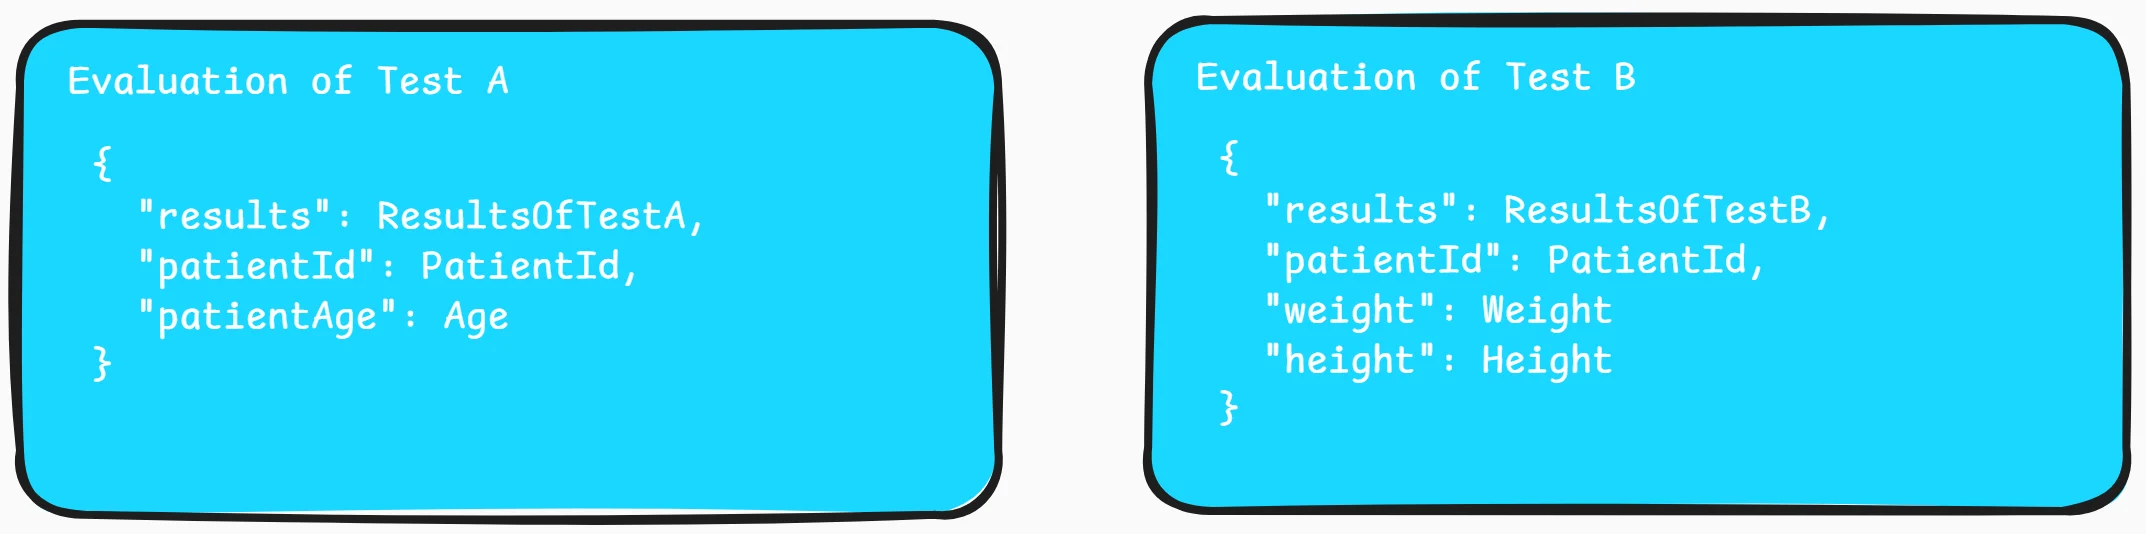 Evaluation of Test A
{
"results": ResultsOfTestA,
"patientId": PatientId,
"patientAge": Age
}
Evaluation of Test B
{
"results": ResultsOfTestB,
"patientId": PatientId,
"weight": Weight
"height": Height
}